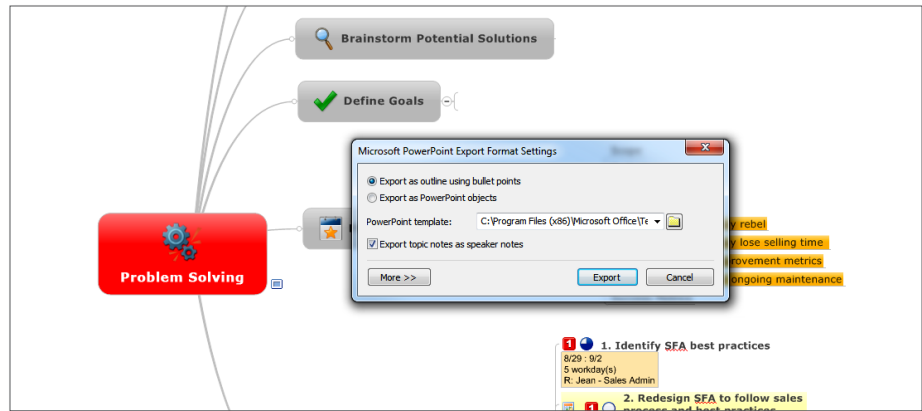 Brainstorm Potential Solutions
Define Goals
Microsoft PowerPoint Export Format Settings
Export as outline using bullet points
Export as PowerPoint objects
PowerPoint template:
C:\Program Files (x86)\Microsoft Office\Te
Export topic notes as speaker notes
More >>
Export
Cancel
y rebel
y lose selling time
rovement metrics
ongoing maintenance
Problem Solving
1
1. Identify SFA best practices
8/29 : 9/2
5 workday(s)
R: Jean - Sales Admin
1
2. Redesign SFA to follow sales
process and best practices